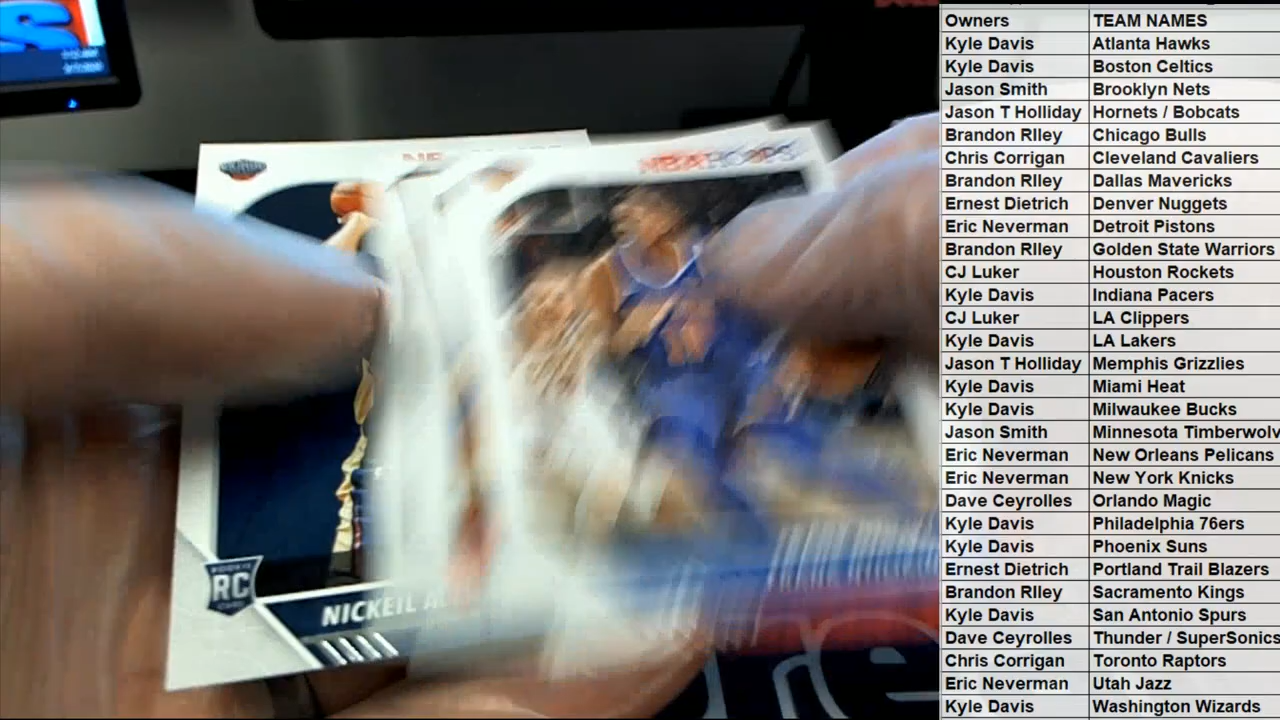 Owners TEAM NAMES
Kyle Davis Atlanta Hawks
Kyle Davis Boston Celtics
Jason Smith Brooklyn Nets
Jason T Holliday Hornets / Bobcats
Brandon RIley Chicago Bulls
Chris Corrigan Cleveland Cavaliers
Brandon RIley Dallas Mavericks
Ernest Dietrich Denver Nuggets
Eric Neverman Detroit Pistons
Brandon RIley Golden State Warriors
CJ Luker Houston Rockets
Kyle Davis Indiana Pacers
CJ Luker LA Clippers
Kyle Davis LA Lakers
Jason T Holliday Memphis Grizzlies
Kyle Davis Miami Heat
Kyle Davis Milwaukee Bucks
Jason Smith Minnesota Timberwolv
Eric Neverman New Orleans Pelicans
Eric Neverman New York Knicks
Dave Ceyrolles Orlando Magic
Kyle Davis Philadelphia 76ers
Kyle Davis Phoenix Suns
Ernest Dietrich Portland Trail Blazers
Brandon RIley Sacramento Kings
Kyle Davis San Antonio Spurs
Dave Ceyrolles Thunder / SuperSonics
Chris Corrigan Toronto Raptors
Eric Neverman Utah Jazz
Kyle Davis Washington Wizards
NBA HOOPS
ROOKIE
RC
NICKEIL